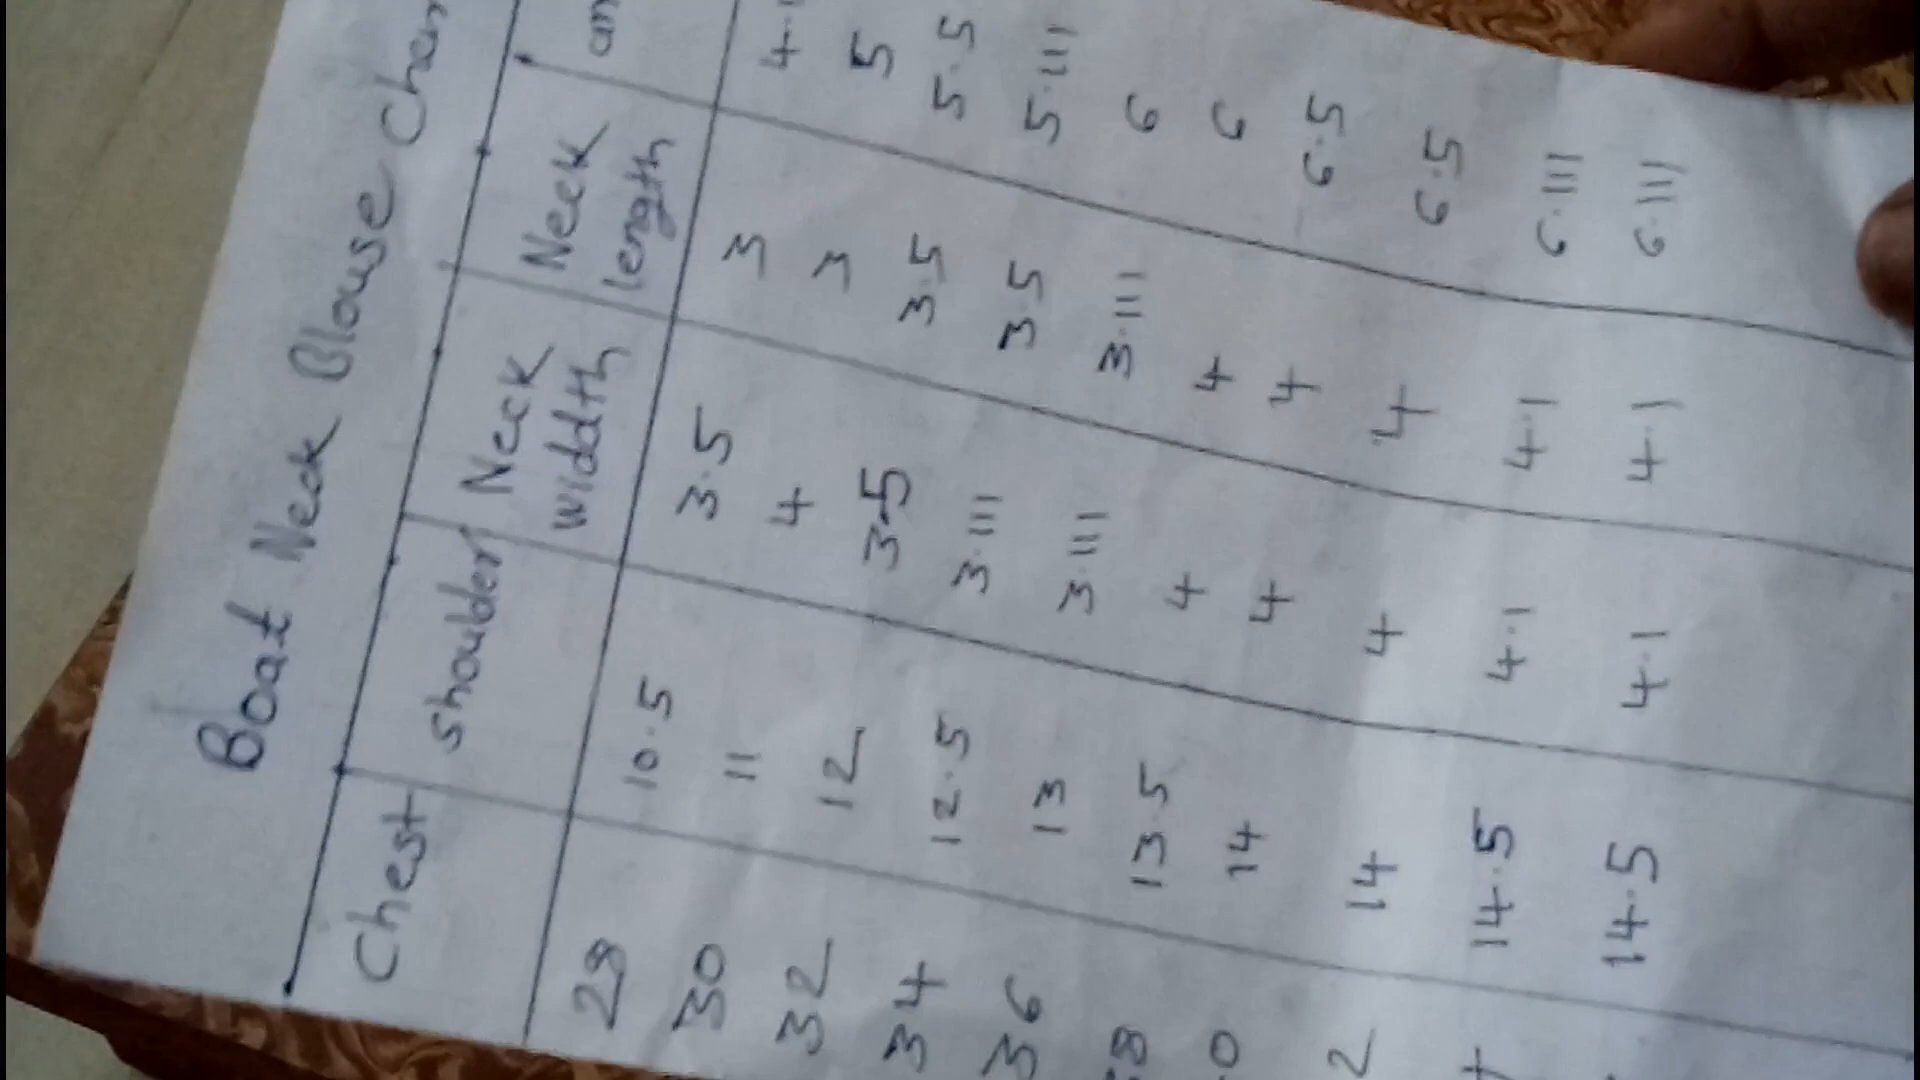 Boat Neck Blouse
Chest shoulder Neck widdth Neck length
28 10.5 3.5 3
30 11 4 3 5
32 12 3.5 3.5 5.5
34 12.5 3.111 3.5 5.111
36 13 3.111 3.111 6
13.5 4 4 6
14 4 4 6.5
14 4 4 6.5
14.5 4.1 4.1 6.111
14.5 4.1 4.1 6.111